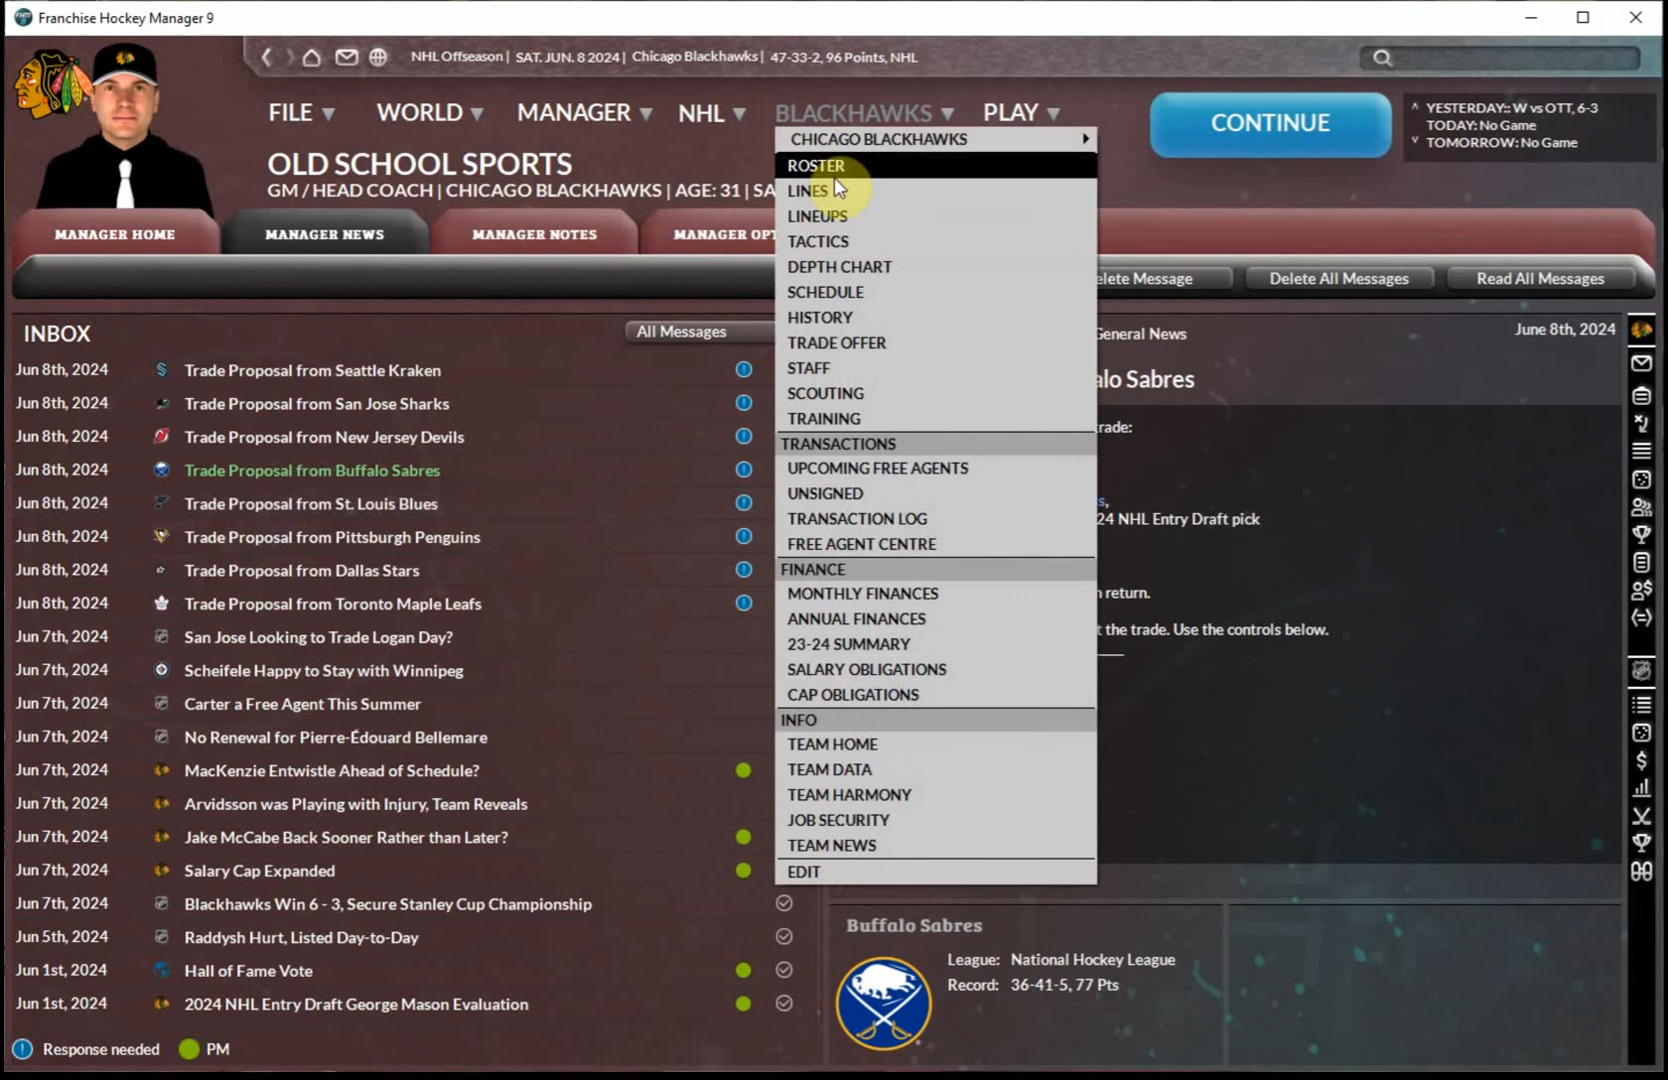 Franchise Hockey Manager 9
NHL Offseason | SAT. JUN. 8 2024 | Chicago Blackhawks | 47-33-2, 96 Points, NHL
FILE WORLD MANAGER NHL BLACKHAWKS PLAY
CONTINUE
YESTERDAY:: W vs OTT, 6-3
TODAY: No Game
TOMORROW: No Game
OLD SCHOOL SPORTS
GM / HEAD COACH | CHICAGO BLACKHAWKS | AGE: 31 | SA
MANAGER HOME MANAGER NEWS MANAGER NOTES MANAGER OPT
elete Message Delete All Messages Read All Messages
CHICAGO BLACKHAWKS
ROSTER
LINES
LINEUPS
TACTICS
DEPTH CHART
SCHEDULE
HISTORY
TRADE OFFER
STAFF
SCOUTING
TRAINING
TRANSACTIONS
UPCOMING FREE AGENTS
UNSIGNED
TRANSACTION LOG
FREE AGENT CENTRE
FINANCE
MONTHLY FINANCES
ANNUAL FINANCES
23-24 SUMMARY
SALARY OBLIGATIONS
CAP OBLIGATIONS
INFO
TEAM HOME
TEAM DATA
TEAM HARMONY
JOB SECURITY
TEAM NEWS
EDIT
INBOX All Messages
Jun 8th, 2024 Trade Proposal from Seattle Kraken
Jun 8th, 2024 Trade Proposal from San Jose Sharks
Jun 8th, 2024 Trade Proposal from New Jersey Devils
Jun 8th, 2024 Trade Proposal from Buffalo Sabres
Jun 8th, 2024 Trade Proposal from St. Louis Blues
Jun 8th, 2024 Trade Proposal from Pittsburgh Penguins
Jun 8th, 2024 Trade Proposal from Dallas Stars
Jun 8th, 2024 Trade Proposal from Toronto Maple Leafs
Jun 7th, 2024 San Jose Looking to Trade Logan Day?
Jun 7th, 2024 Scheifele Happy to Stay with Winnipeg
Jun 7th, 2024 Carter a Free Agent This Summer
Jun 7th, 2024 No Renewal for Pierre-Édouard Bellemare
Jun 7th, 2024 MacKenzie Entwistle Ahead of Schedule?
Jun 7th, 2024 Arvidsson was Playing with Injury, Team Reveals
Jun 7th, 2024 Jake McCabe Back Sooner Rather than Later?
Jun 7th, 2024 Salary Cap Expanded
Jun 7th, 2024 Blackhawks Win 6 - 3, Secure Stanley Cup Championship
Jun 5th, 2024 Raddysh Hurt, Listed Day-to-Day
Jun 1st, 2024 Hall of Fame Vote
Jun 1st, 2024 2024 NHL Entry Draft George Mason Evaluation
Response needed PM
General News June 8th, 2024
alo Sabres
trade:
s,
24 NHL Entry Draft pick
n return.
t the trade. Use the controls below.
Buffalo Sabres
League: National Hockey League
Record: 36-41-5, 77 Pts